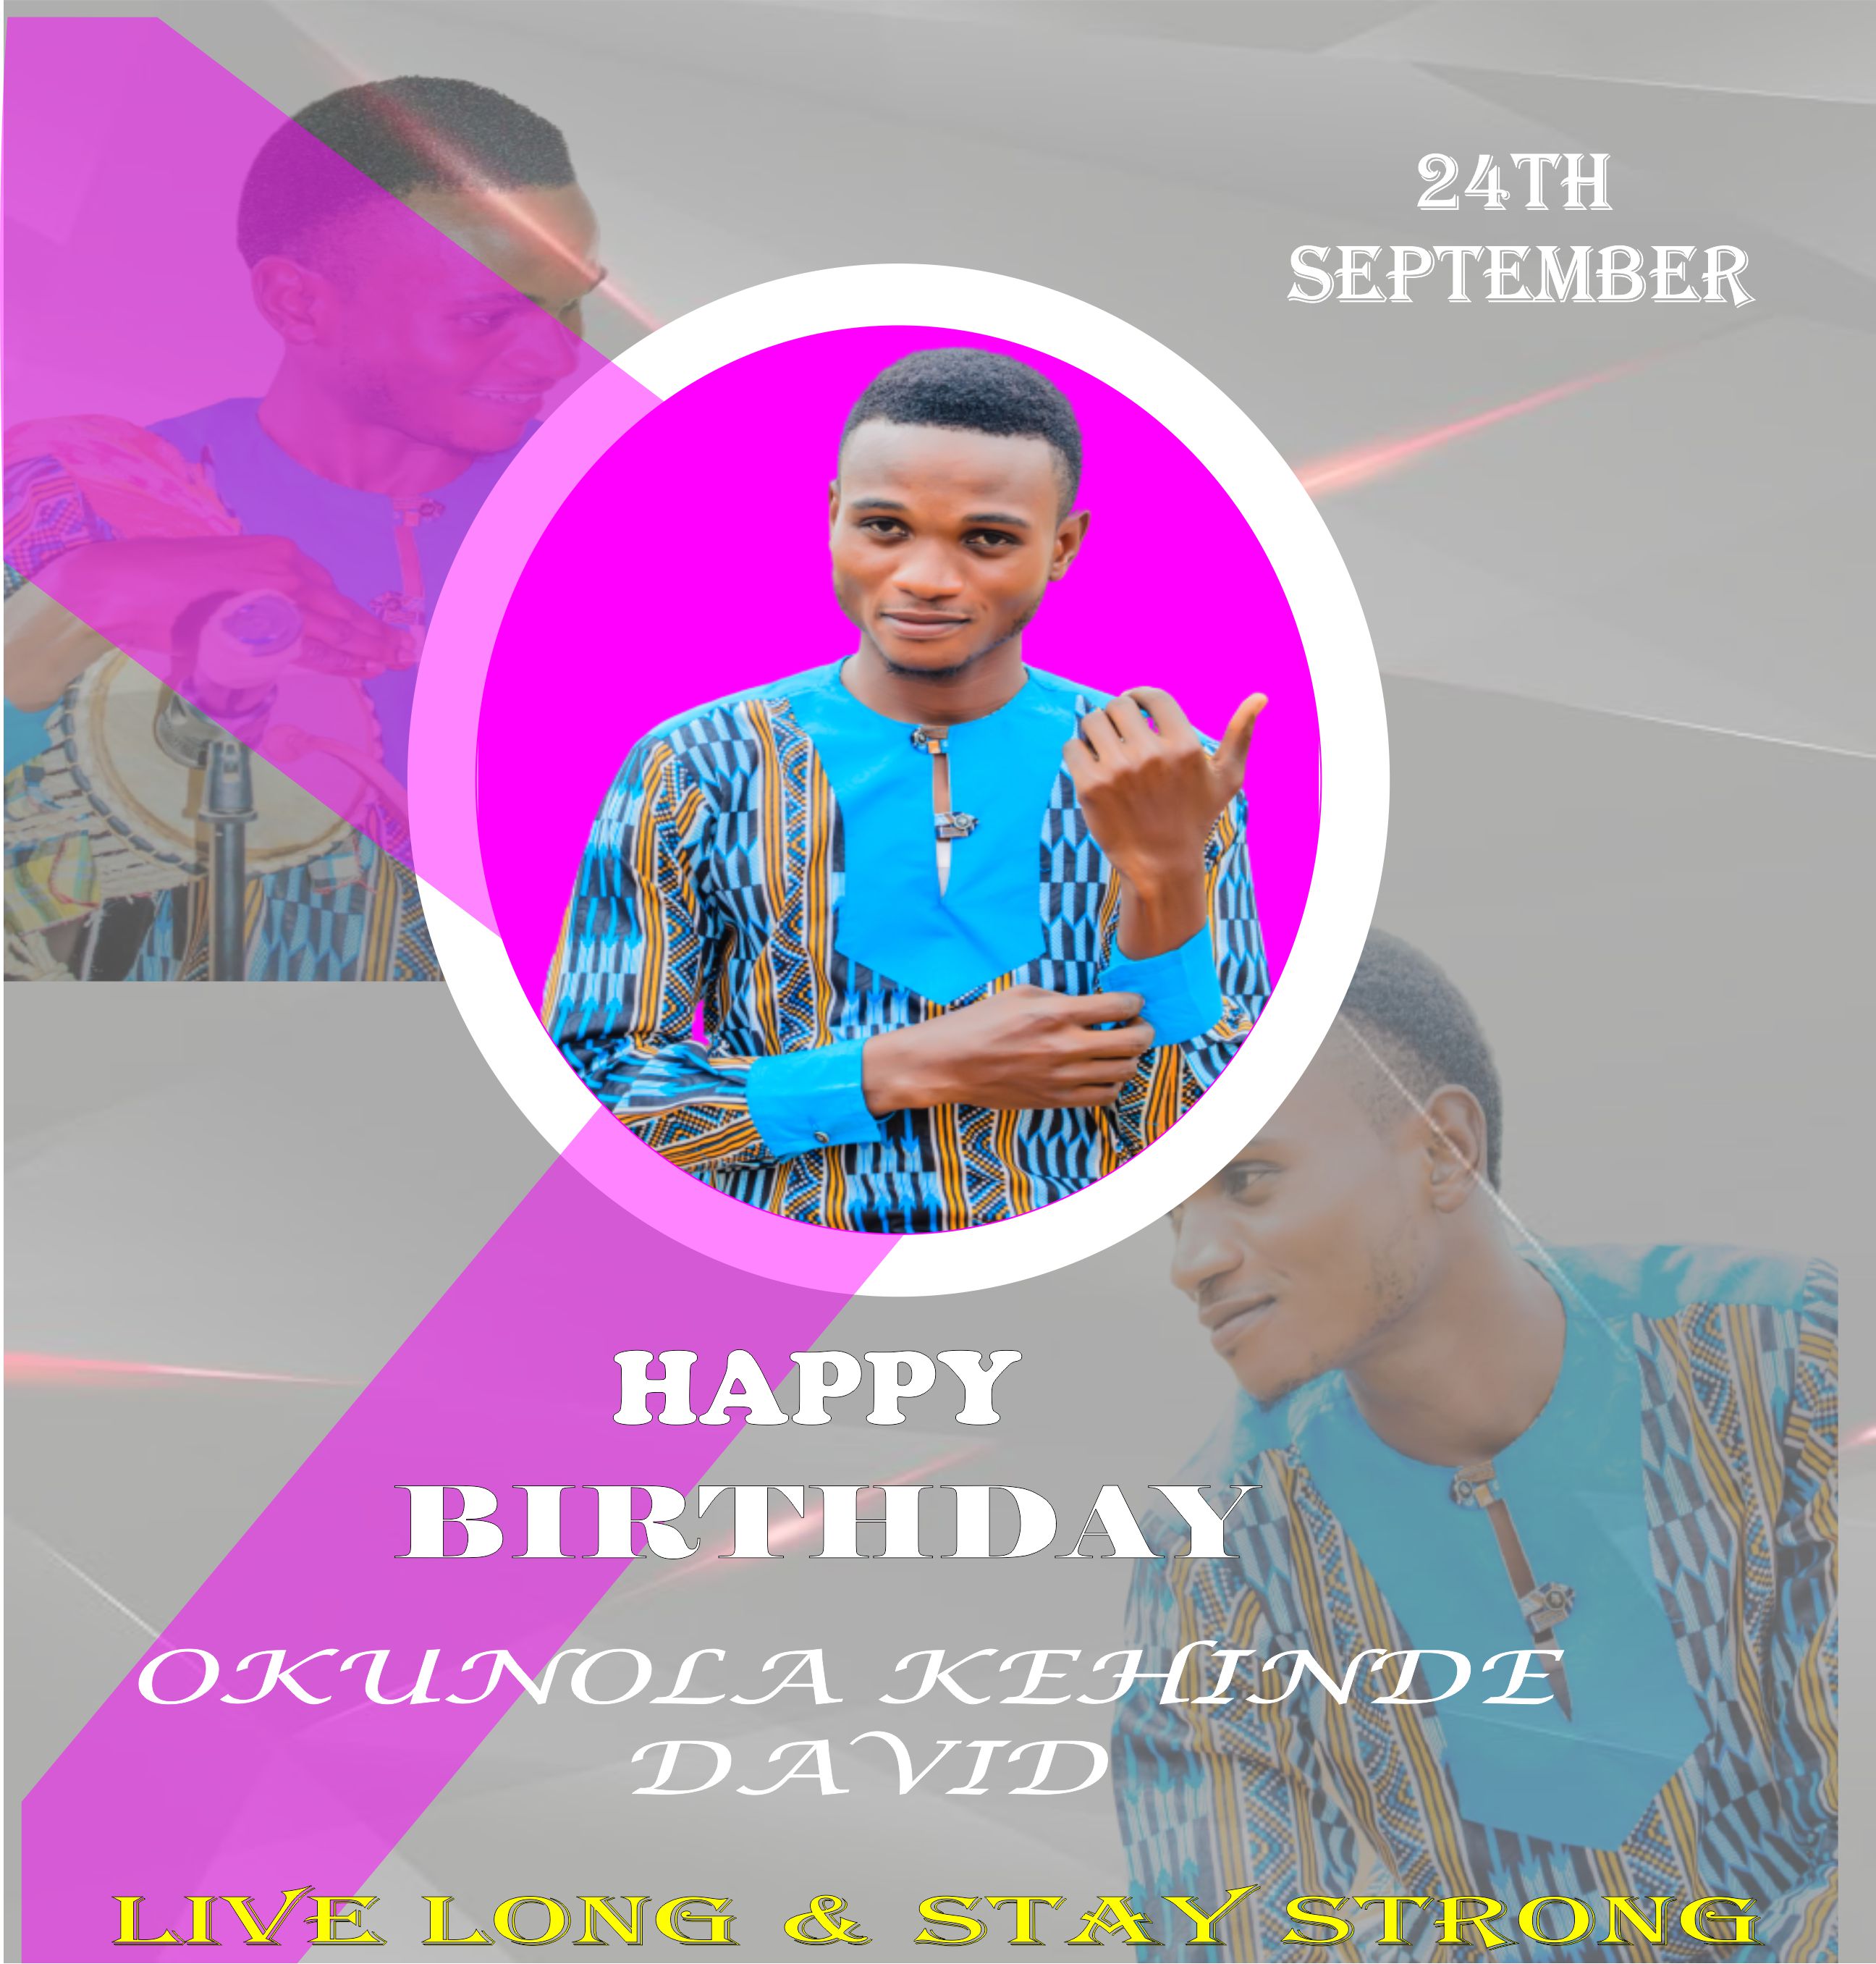 24TH
SEPTEMBER
HAPPY
BIRTHDAY
OKUNOLA KEHINDE
DAVID
LIVE LONG & STAY STRONG